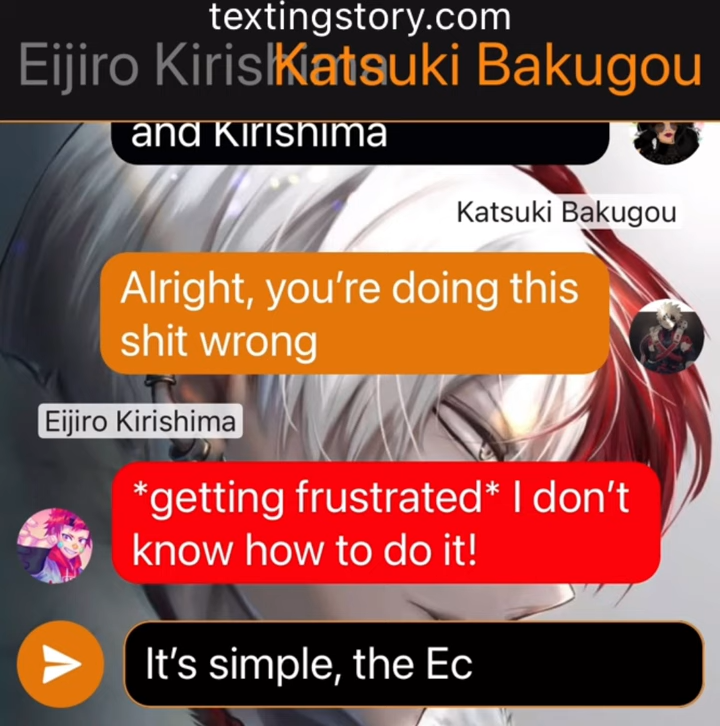 textingstory.com
Eijiro Kirishima Katsuki Bakugou
and Kirishima
Katsuki Bakugou
Alright, you’re doing this
shit wrong
Eijiro Kirishima
*getting frustrated* I don’t
know how to do it!
It’s simple, the Ec